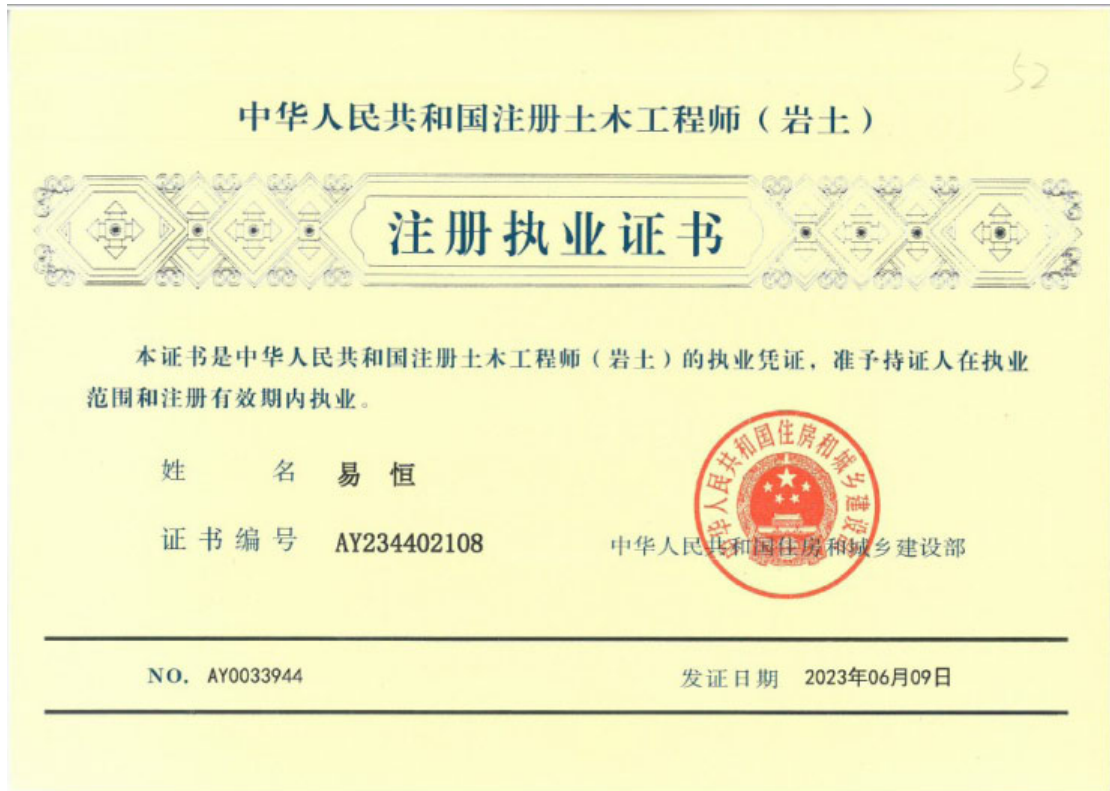 52
中华人民共和国注册土木工程师（岩土）
注册执业证书
本证书是中华人民共和国注册土木工程师（岩土）的执业凭证，准予持证人在执业
范围和注册有效期内执业。
姓 名 易 恒
证书编号 AY234402108
中华人民共和国住房和城乡建设部
中华人民共和国住房和城乡建设部
NO. AY0033944
发证日期 2023年06月09日